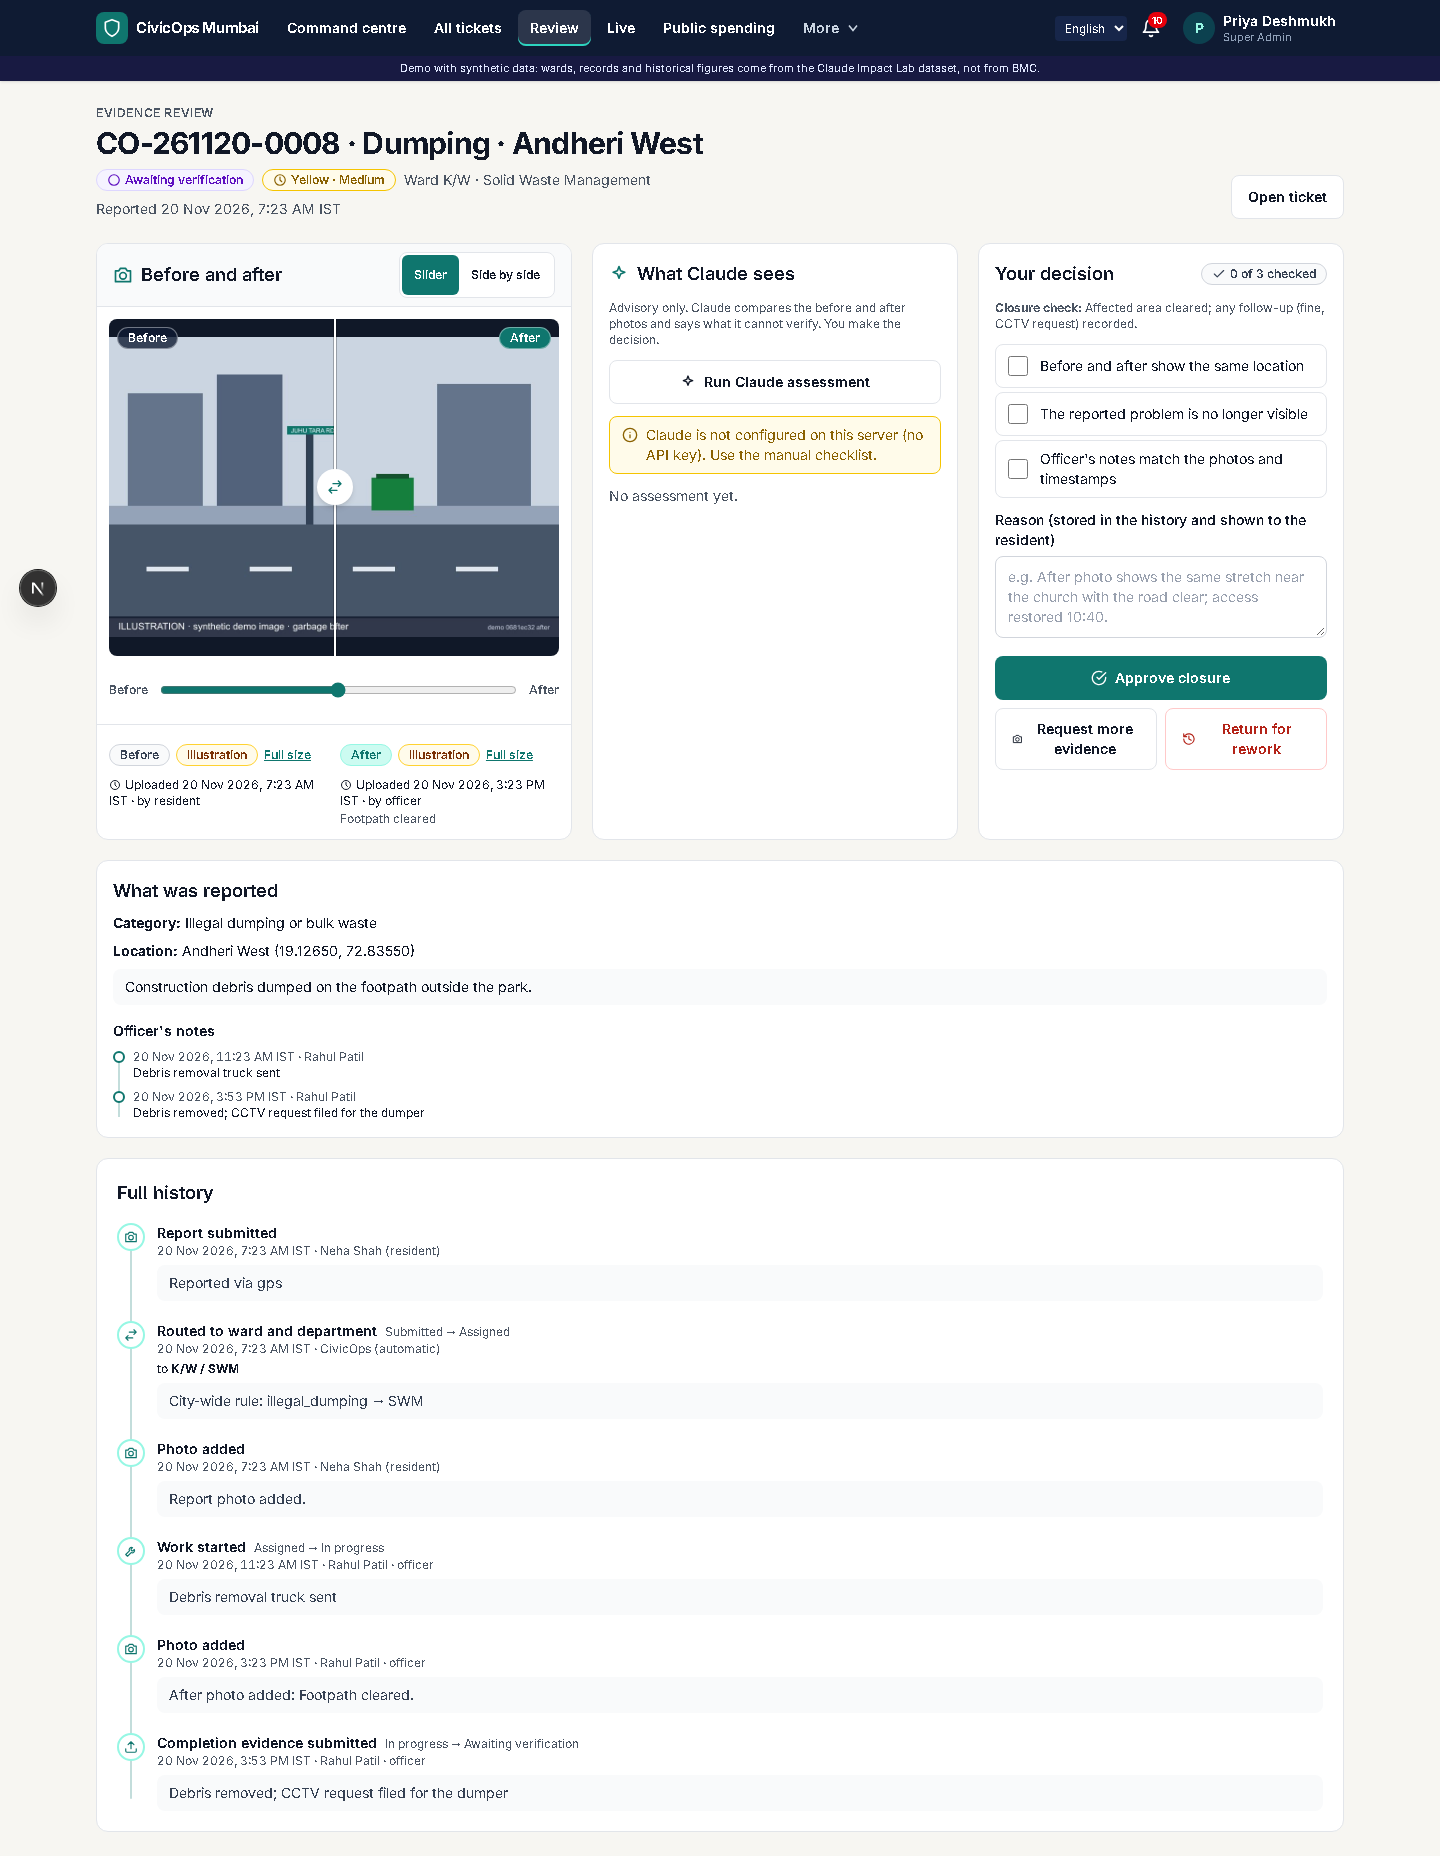 CivicOps Mumbai Command centre All tickets Review Live Public spending More English 10 P Priya Deshmukh
Super Admin
Demo with synthetic data: wards, records and historical figures come from the Claude Impact Lab dataset, not from BMC.
EVIDENCE REVIEW
CO-261120-0008 · Dumping · Andheri West
Awaiting verification Yellow · Medium Ward K/W · Solid Waste Management
Reported 20 Nov 2026, 7:23 AM IST
Open ticket
Before and after Slider Side by side
Before After
JUHU TARA RD
ILLUSTRATION · synthetic demo image · garbage after demo 9681ec32 after
Before After
Before Illustration Full size
Uploaded 20 Nov 2026, 7:23 AM
IST · by resident
After Illustration Full size
Uploaded 20 Nov 2026, 3:23 PM
IST · by officer
Footpath cleared
What Claude sees
Advisory only. Claude compares the before and after
photos and says what it cannot verify. You make the
decision.
Run Claude assessment
Claude is not configured on this server (no
API key). Use the manual checklist.
No assessment yet.
Your decision 0 of 3 checked
Closure check: Affected area cleared; any follow-up (fine,
CCTV request) recorded.
Before and after show the same location
The reported problem is no longer visible
Officer's notes match the photos and
timestamps
Reason (stored in the history and shown to the
resident)
e.g. After photo shows the same stretch near
the church with the road clear; access
restored 10:40.
Approve closure
Request more
evidence
Return for
rework
N
What was reported
Category: Illegal dumping or bulk waste
Location: Andheri West (19.12650, 72.83550)
Construction debris dumped on the footpath outside the park.
Officer's notes
20 Nov 2026, 11:23 AM IST · Rahul Patil
Debris removal truck sent
20 Nov 2026, 3:53 PM IST · Rahul Patil
Debris removed; CCTV request filed for the dumper
Full history
Report submitted
20 Nov 2026, 7:23 AM IST · Neha Shah (resident)
Reported via gps
Routed to ward and department Submitted → Assigned
20 Nov 2026, 7:23 AM IST · CivicOps (automatic)
to K/W / SWM
City-wide rule: illegal_dumping → SWM
Photo added
20 Nov 2026, 7:23 AM IST · Neha Shah (resident)
Report photo added.
Work started Assigned → In progress
20 Nov 2026, 11:23 AM IST · Rahul Patil · officer
Debris removal truck sent
Photo added
20 Nov 2026, 3:23 PM IST · Rahul Patil · officer
After photo added: Footpath cleared.
Completion evidence submitted In progress → Awaiting verification
20 Nov 2026, 3:53 PM IST · Rahul Patil · officer
Debris removed; CCTV request filed for the dumper